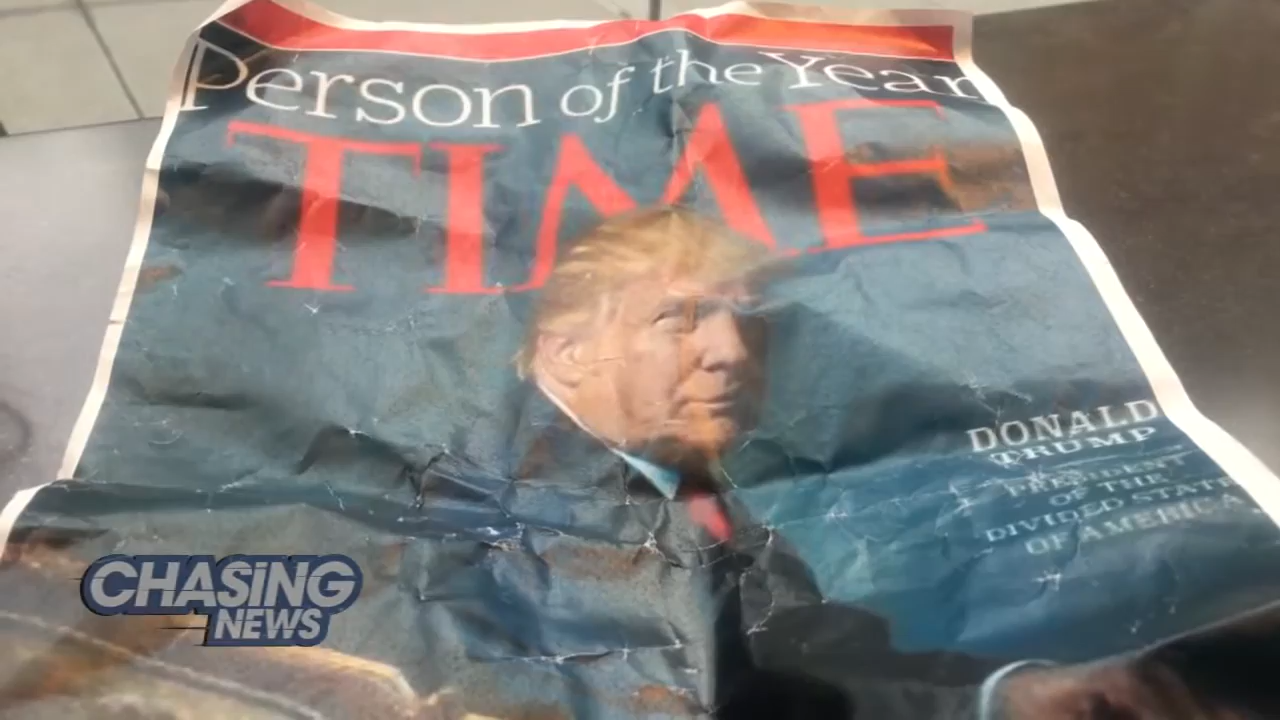 Person of the Year
TIME
DONALD
TRUMP
PRESIDENT
OF THE
DIVIDED STATES
OF AMERICA
CHASING
NEWS